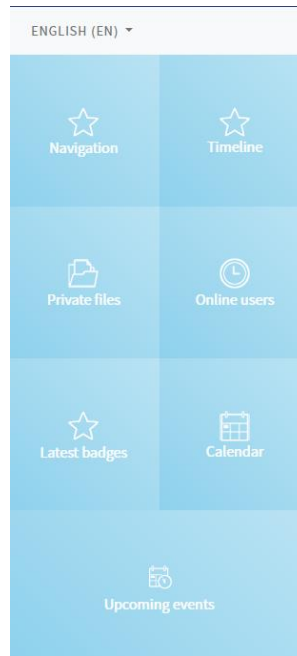 ENGLISH (EN)
Navigation
Timeline
Private files
Online users
Latest badges
Calendar
Upcoming events